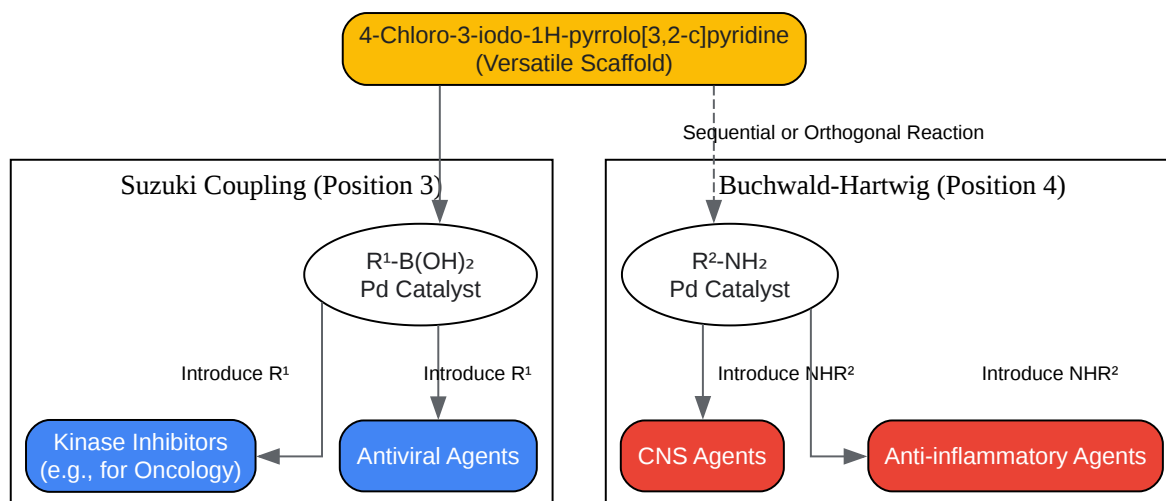 4-Chloro-3-iodo-1H-pyrrolo[3,2-c]pyridine
(Versatile Scaffold)
Sequential or Orthogonal Reaction
Suzuki Coupling (Position 3)
Buchwald-Hartwig (Position 4)
R¹-B(OH)₂
Pd Catalyst
R²-NH₂
Pd Catalyst
Introduce R¹
Introduce R¹
Introduce NHR²
Introduce NHR²
Kinase Inhibitors
(e.g., for Oncology)
Antiviral Agents
CNS Agents
Anti-inflammatory Agents